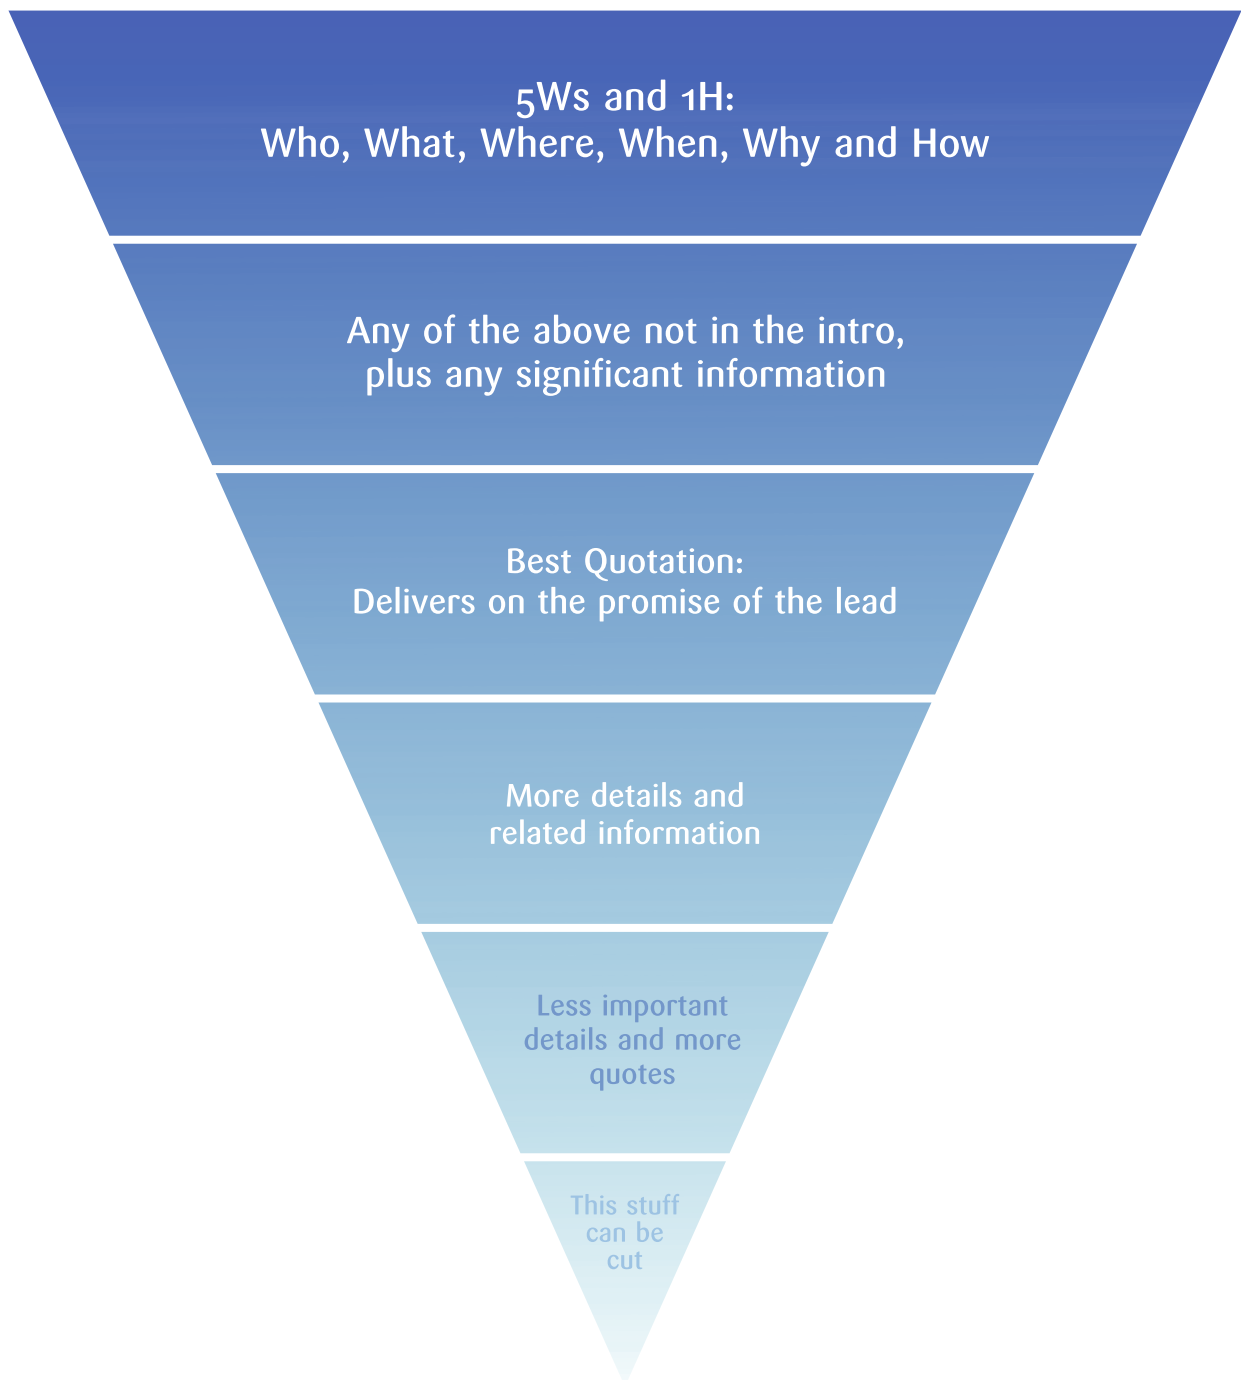 5Ws and 1H:
Who, What, Where, When, Why and How
Any of the above not in the intro,
plus any significant information
Best Quotation:
Delivers on the promise of the lead
More details and
related information
Less important
details and more
quotes
This stuff
can be
cut